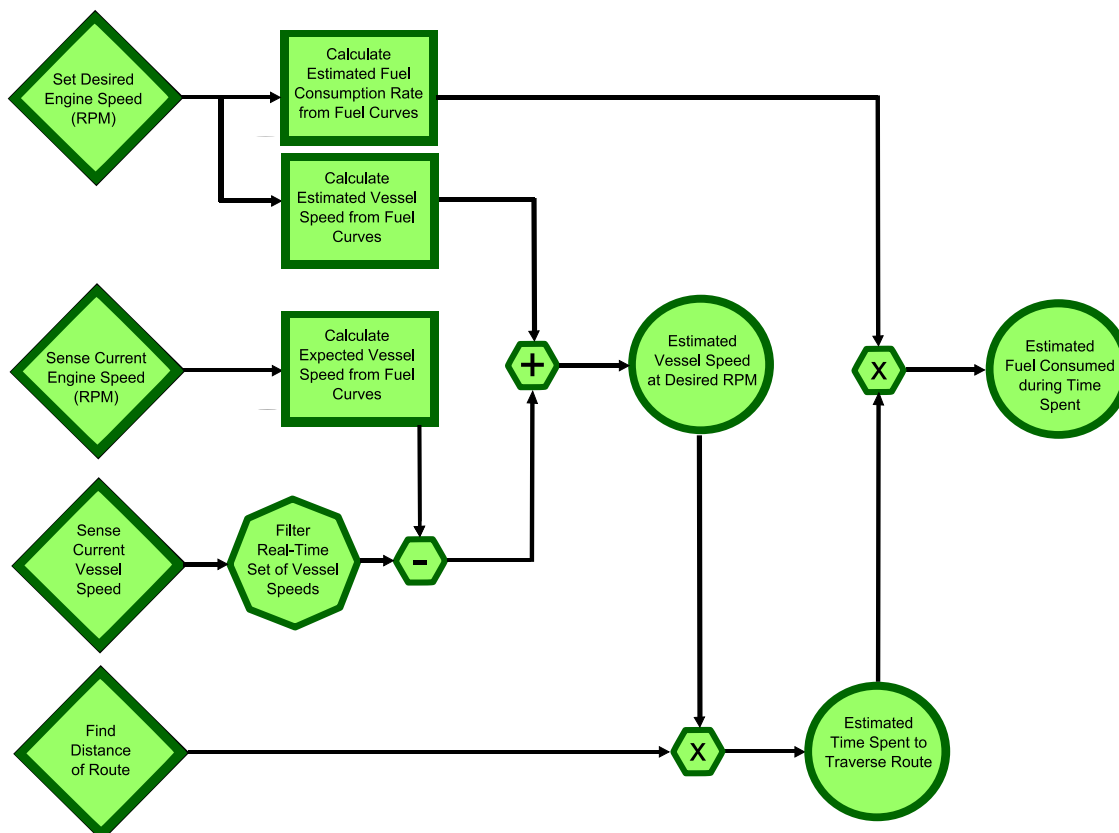 Set Desired
Engine Speed
(RPM)
Calculate
Estimated Fuel
Consumption Rate
from Fuel Curves
Calculate
Estimated Vessel
Speed from Fuel
Curves
Sense Current
Engine Speed
(RPM)
Calculate
Expected Vessel
Speed from Fuel
Curves
+
Estimated
Vessel Speed
at Desired RPM
X
Estimated
Fuel Consumed
during Time
Spent
Sense
Current
Vessel
Speed
Filter
Real-Time
Set of Vessel
Speeds
-
Find
Distance
of Route
X
Estimated
Time Spent to
Traverse Route